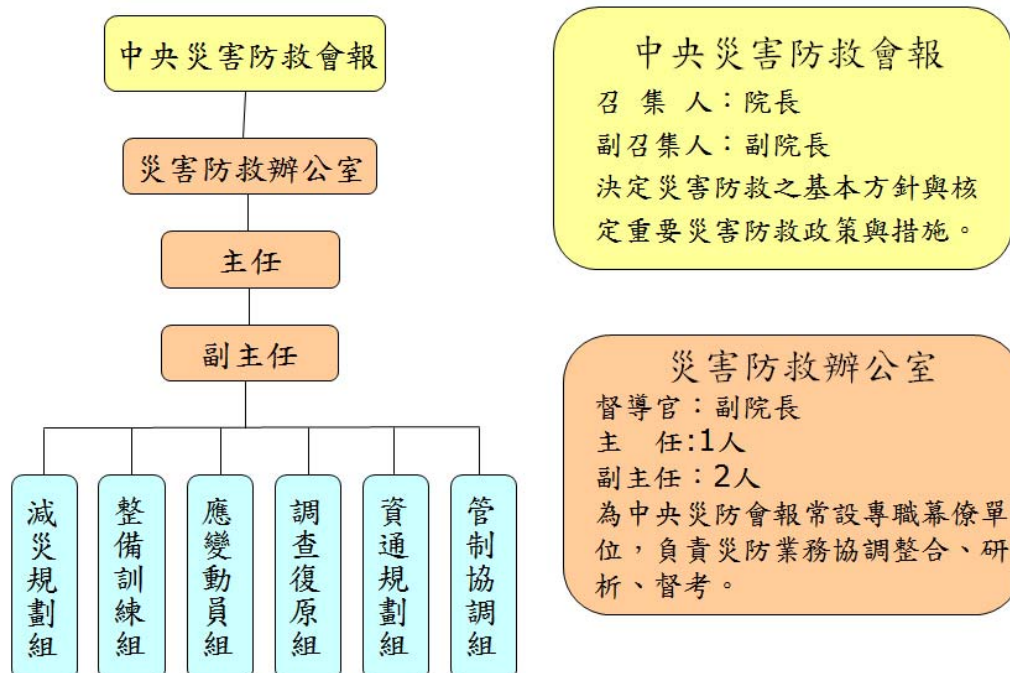 中央災害防救會報
災害防救辦公室
主任
副主任
減災規劃組
整備訓練組
應變動員組
調查復原組
資通規劃組
管制協調組
中央災害防救會報
召 集 人：院長
副召集人：副院長
決定災害防救之基本方針與核
定重要災害防救政策與措施。
災害防救辦公室
督導官：副院長
主　任:1人
副主任：2人
為中央災防會報常設專職幕僚單
位，負責災防業務協調整合、研
析、督考。